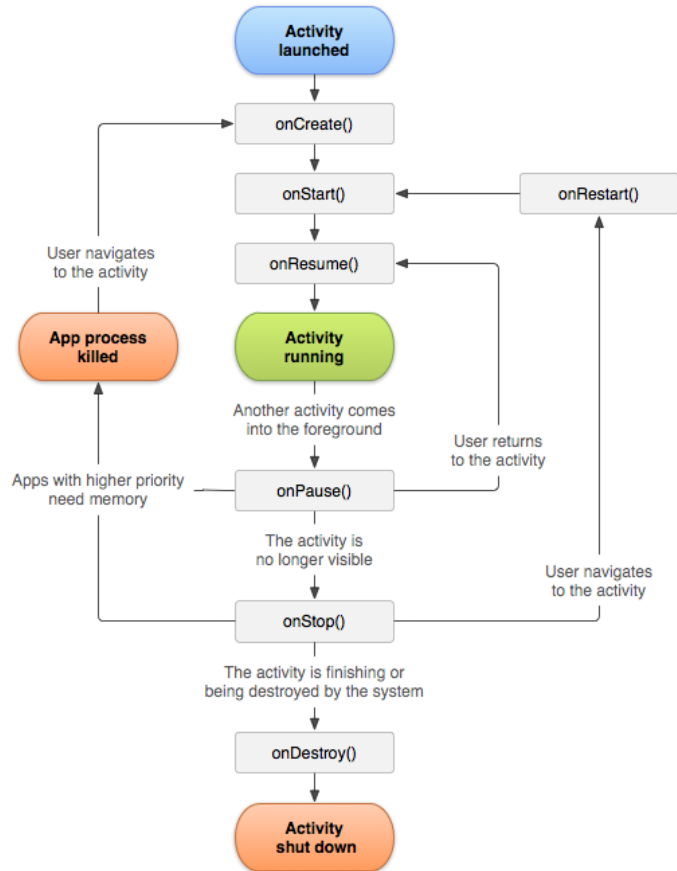 Activity
launched
onCreate()
onStart()
onRestart()
onResume()
User navigates
to the activity
App process
killed
Activity
running
Another activity comes
into the foreground
User returns
to the activity
Apps with higher priority
need memory
onPause()
The activity is
no longer visible
User navigates
to the activity
onStop()
The activity is finishing or
being destroyed by the system
onDestroy()
Activity
shut down